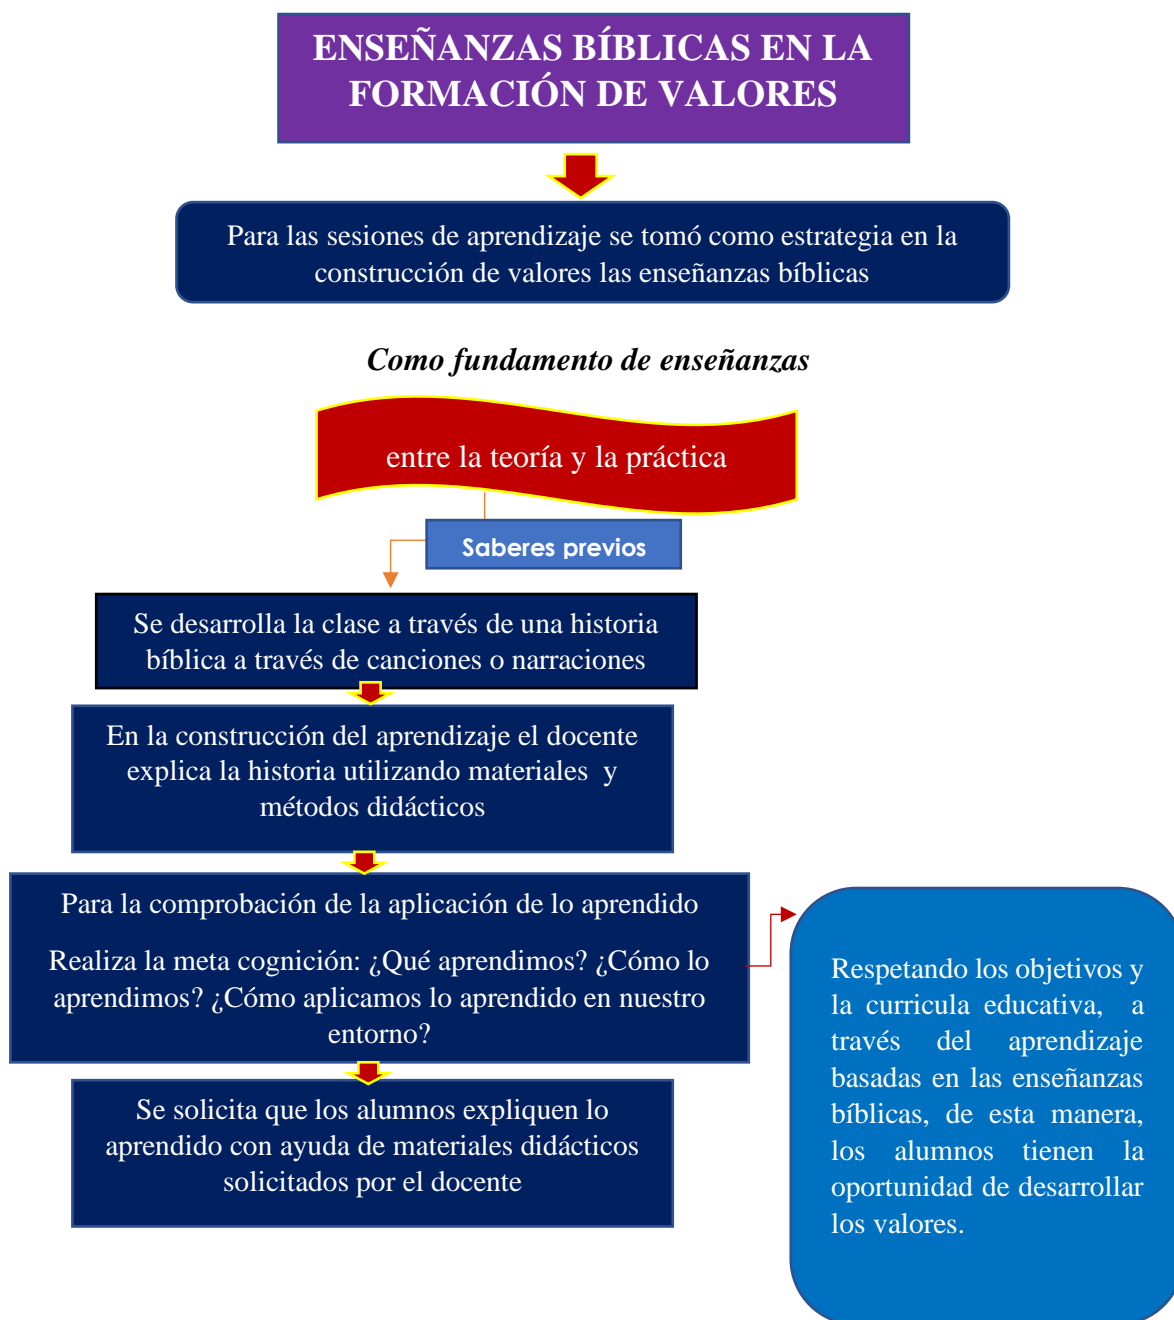 ENSEÑANZAS BÍBLICAS EN LA
FORMACIÓN DE VALORES
Para las sesiones de aprendizaje se tomó como estrategia en la
construcción de valores las enseñanzas bíblicas
Como fundamento de enseñanzas
entre la teoría y la práctica
Saberes previos
Se desarrolla la clase a través de una historia
bíblica a través de canciones o narraciones
En la construcción del aprendizaje el docente
explica la historia utilizando materiales y
métodos didácticos
Para la comprobación de la aplicación de lo aprendido
Realiza la meta cognición: ¿Qué aprendimos? ¿Cómo lo
aprendimos? ¿Cómo aplicamos lo aprendido en nuestro
entorno?
Se solicita que los alumnos expliquen lo
aprendido con ayuda de materiales didácticos
solicitados por el docente
Respetando los objetivos y
la curricula educativa, a
través del aprendizaje
basadas en las enseñanzas
bíblicas, de esta manera,
los alumnos tienen la
oportunidad de desarrollar
los valores.